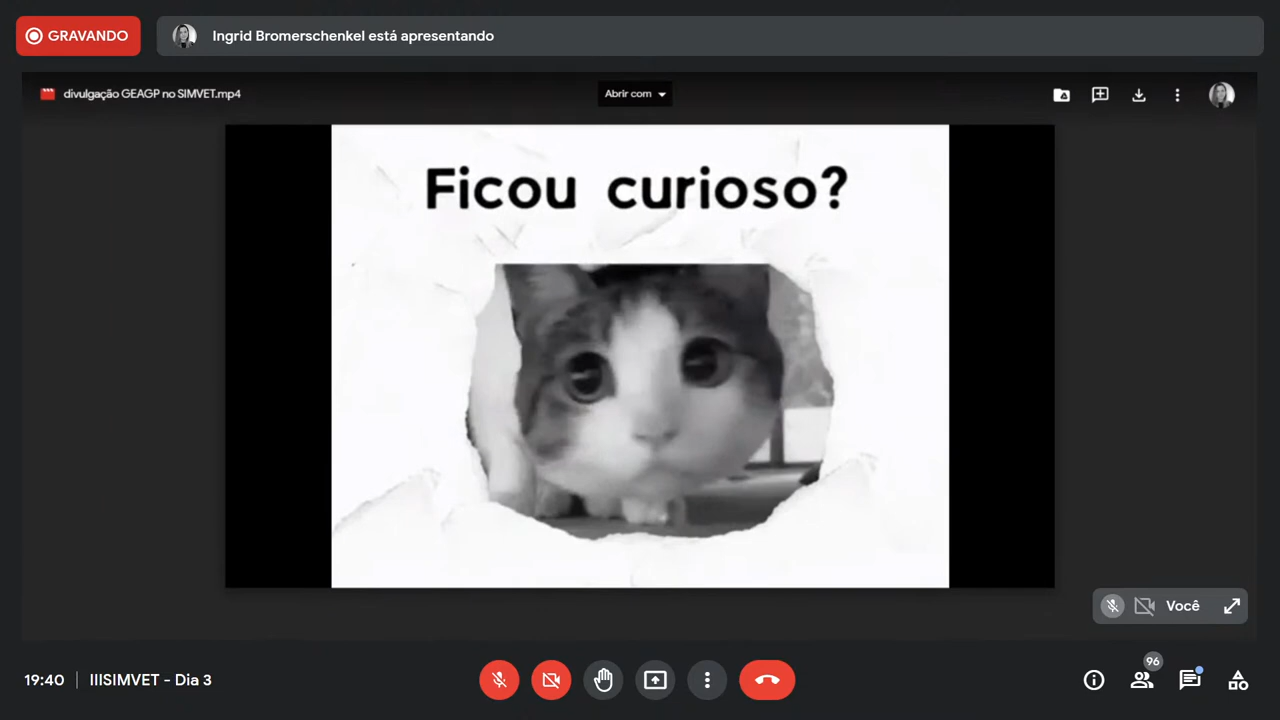 GRAVANDO
Ingrid Bromerschenkel está apresentando
divulgação GEAGP no SIMVET.mp4
Abrir com
Ficou curioso?
Você
19:40 | IIISIMVET - Dia 3
96